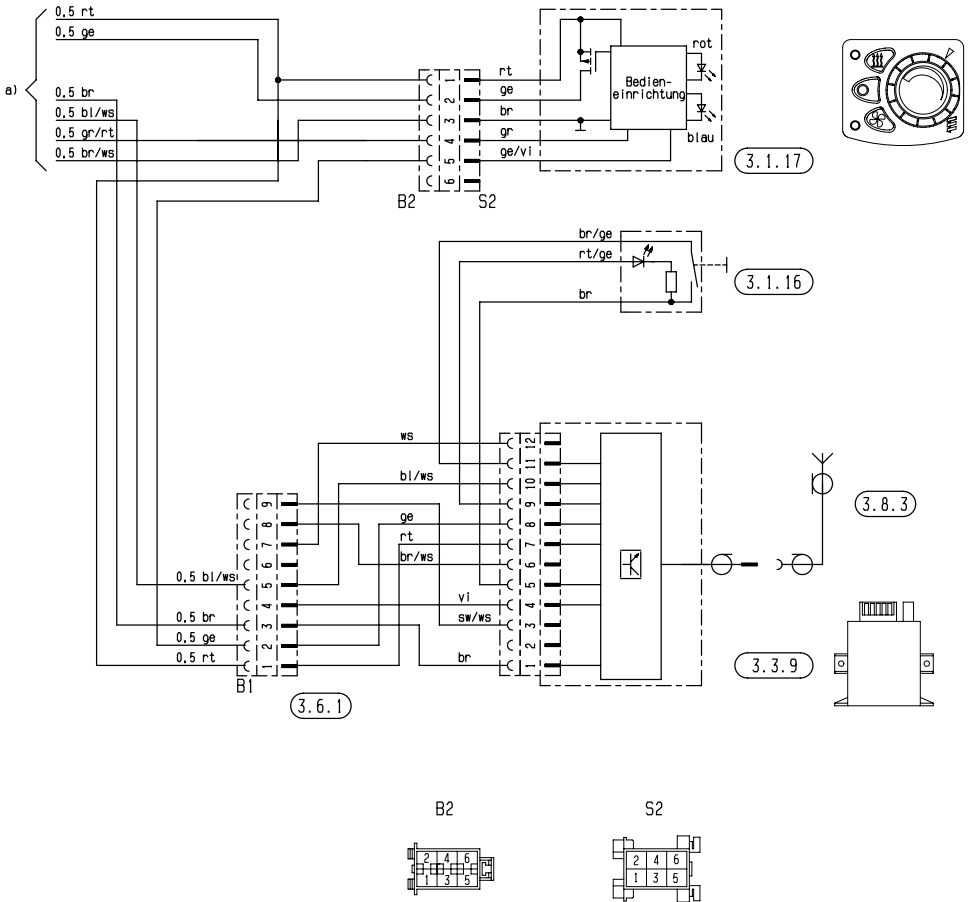 0,5 rt
0,5 ge
a)
0,5 br
0,5 bl/ws
0,5 gr/rt
0,5 br/ws
1
2
3
4
5
6
B2
S2
rt
ge
br
gr
ge/vi
Bedien-
einrichtung
rot
blau
3.1.17
br/ge
rt/ge
br
3.1.16
ws
bl/ws
ge
rt
br/ws
vi
sw/ws
br
12
11
10
9
8
7
6
5
4
3
2
1
3.8.3
3.3.9
9
8
7
6
5
4
3
2
1
0,5 bl/ws
0,5 br
0,5 ge
0,5 rt
B1
3.6.1
B2
S2
2 4 6
1 3 5
2 4 6
1 3 5